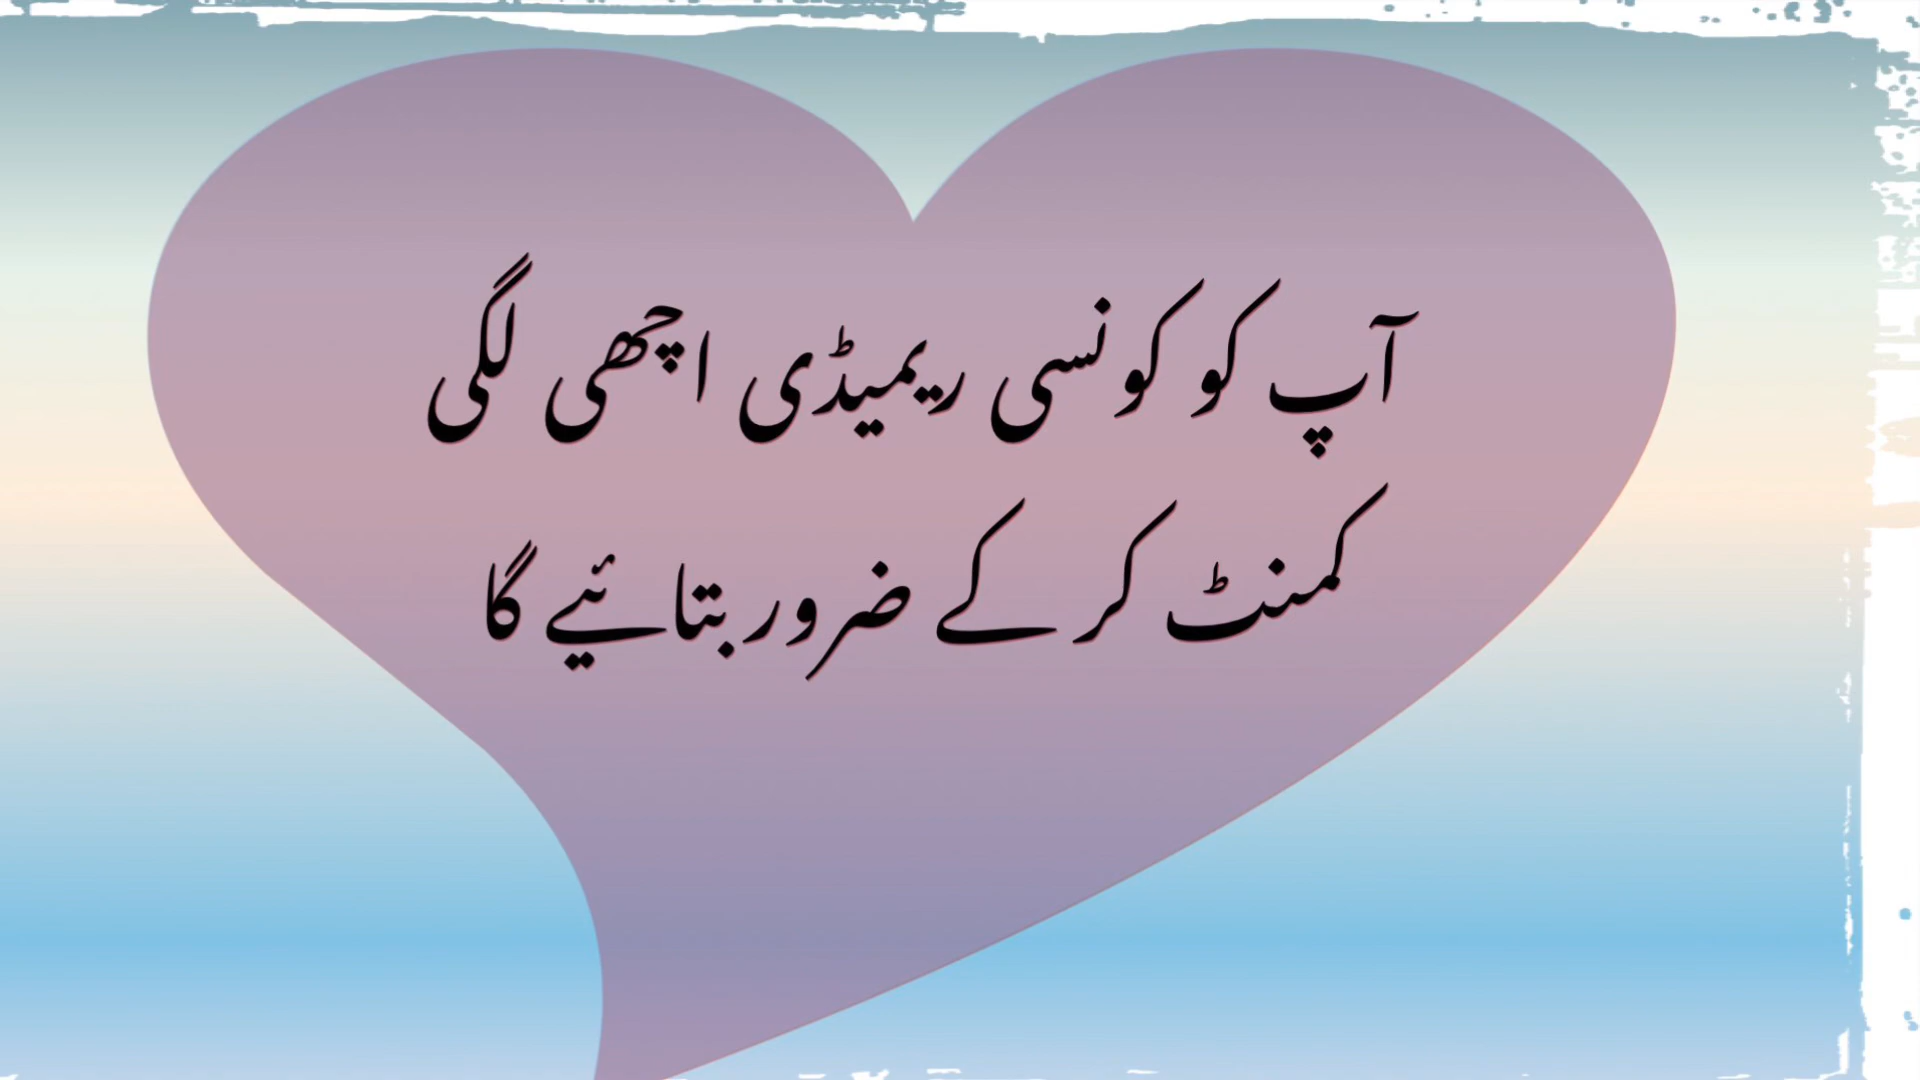 آپ کو کونسی ریمیڈی اچھی لگی
کمنٹ کر کے ضرور بتائیے گا